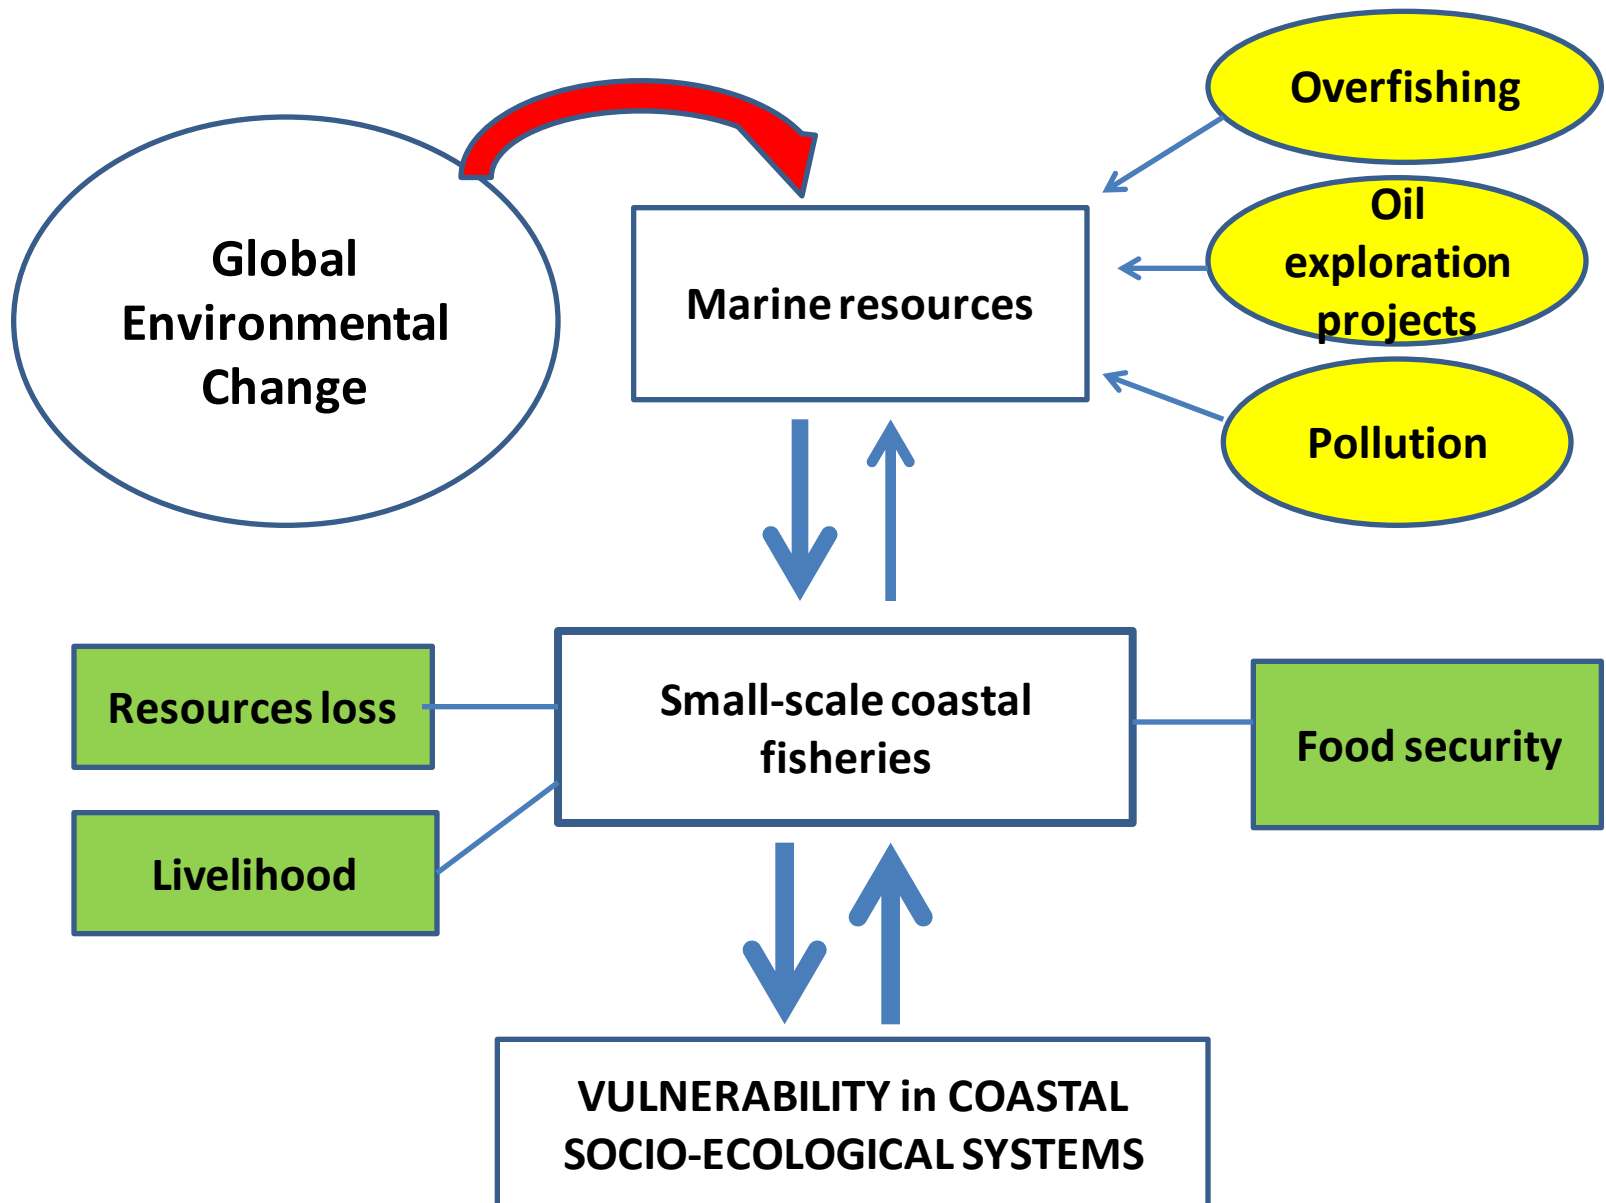 Overfishing
Oil
exploration
projects
Global
Environmental
Change
Marine resources
Pollution
Resources loss
Small-scale coastal
fisheries
Food security
Livelihood
VULNERABILITY in COASTAL
SOCIO-ECOLOGICAL SYSTEMS